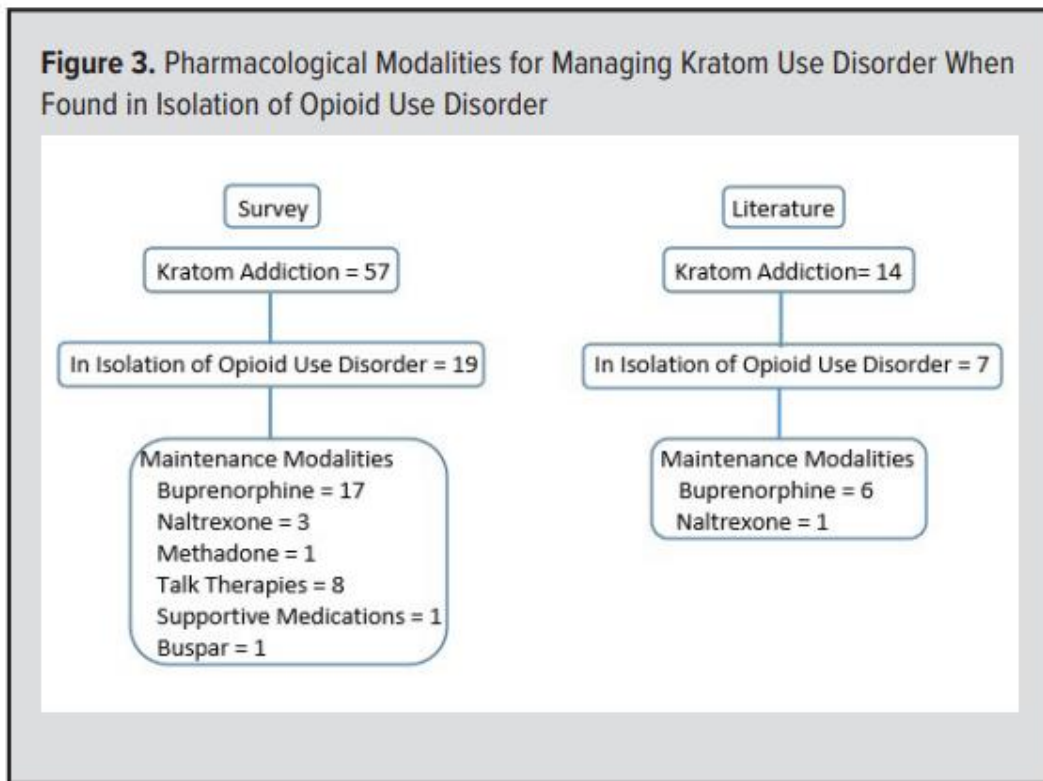 Figure 3. Pharmacological Modalities for Managing Kratom Use Disorder When
Found in Isolation of Opioid Use Disorder
Survey
Kratom Addiction = 57
In Isolation of Opioid Use Disorder = 19
Maintenance Modalities
Buprenorphine = 17
Naltrexone = 3
Methadone = 1
Talk Therapies = 8
Supportive Medications = 1
Buspar = 1
Literature
Kratom Addiction= 14
In Isolation of Opioid Use Disorder = 7
Maintenance Modalities
Buprenorphine = 6
Naltrexone = 1